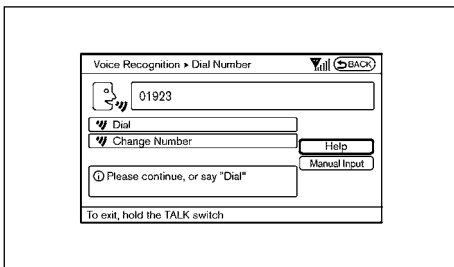 Voice Recognition ▸ Dial Number
BACK
01923
Dial
Change Number
Help
Manual Input
Please continue, or say "Dial"
To exit, hold the TALK switch